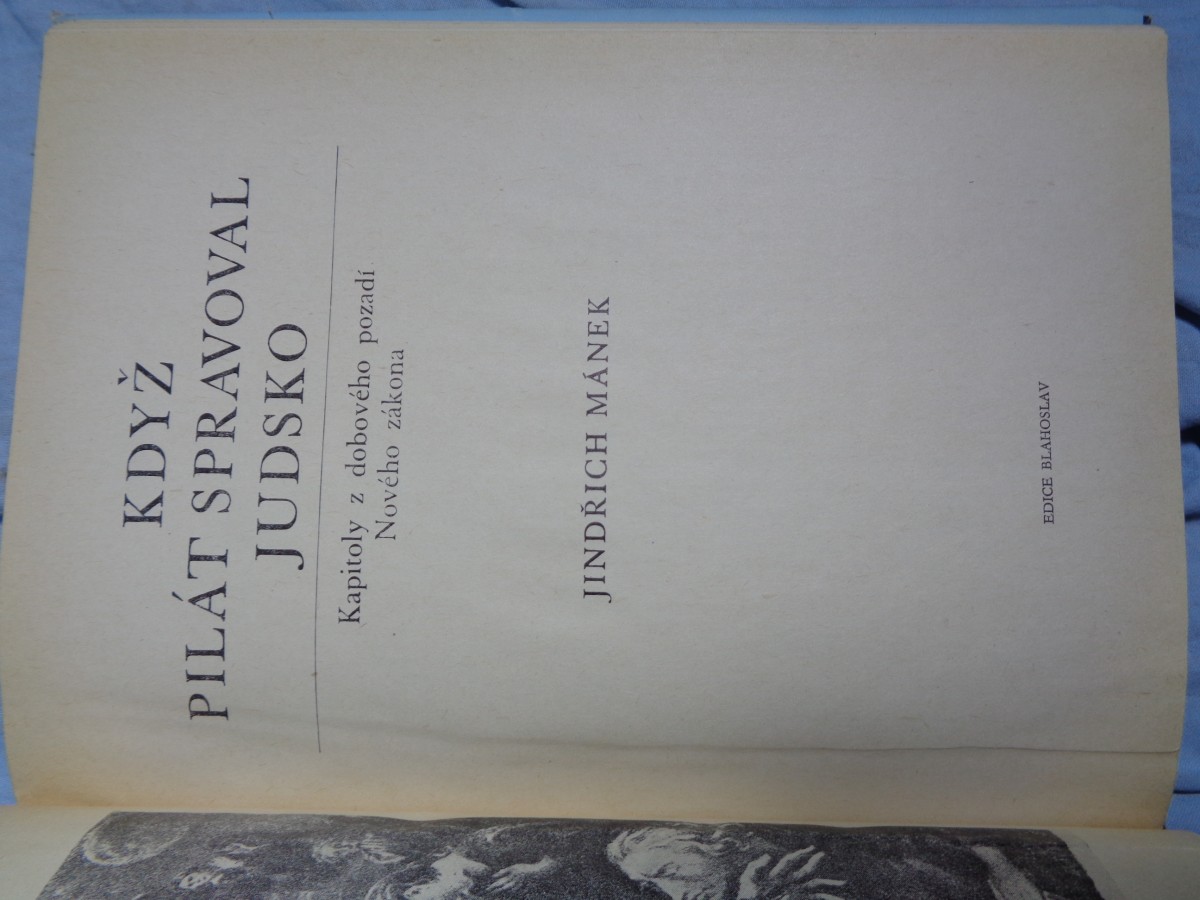 KDYŽ
PILÁT SPRAVOVAL
JUDSKO
Kapitoly z dobového pozadí
Nového zákona
JINDŘICH MÁNEK
EDICE BLAHOSLAV